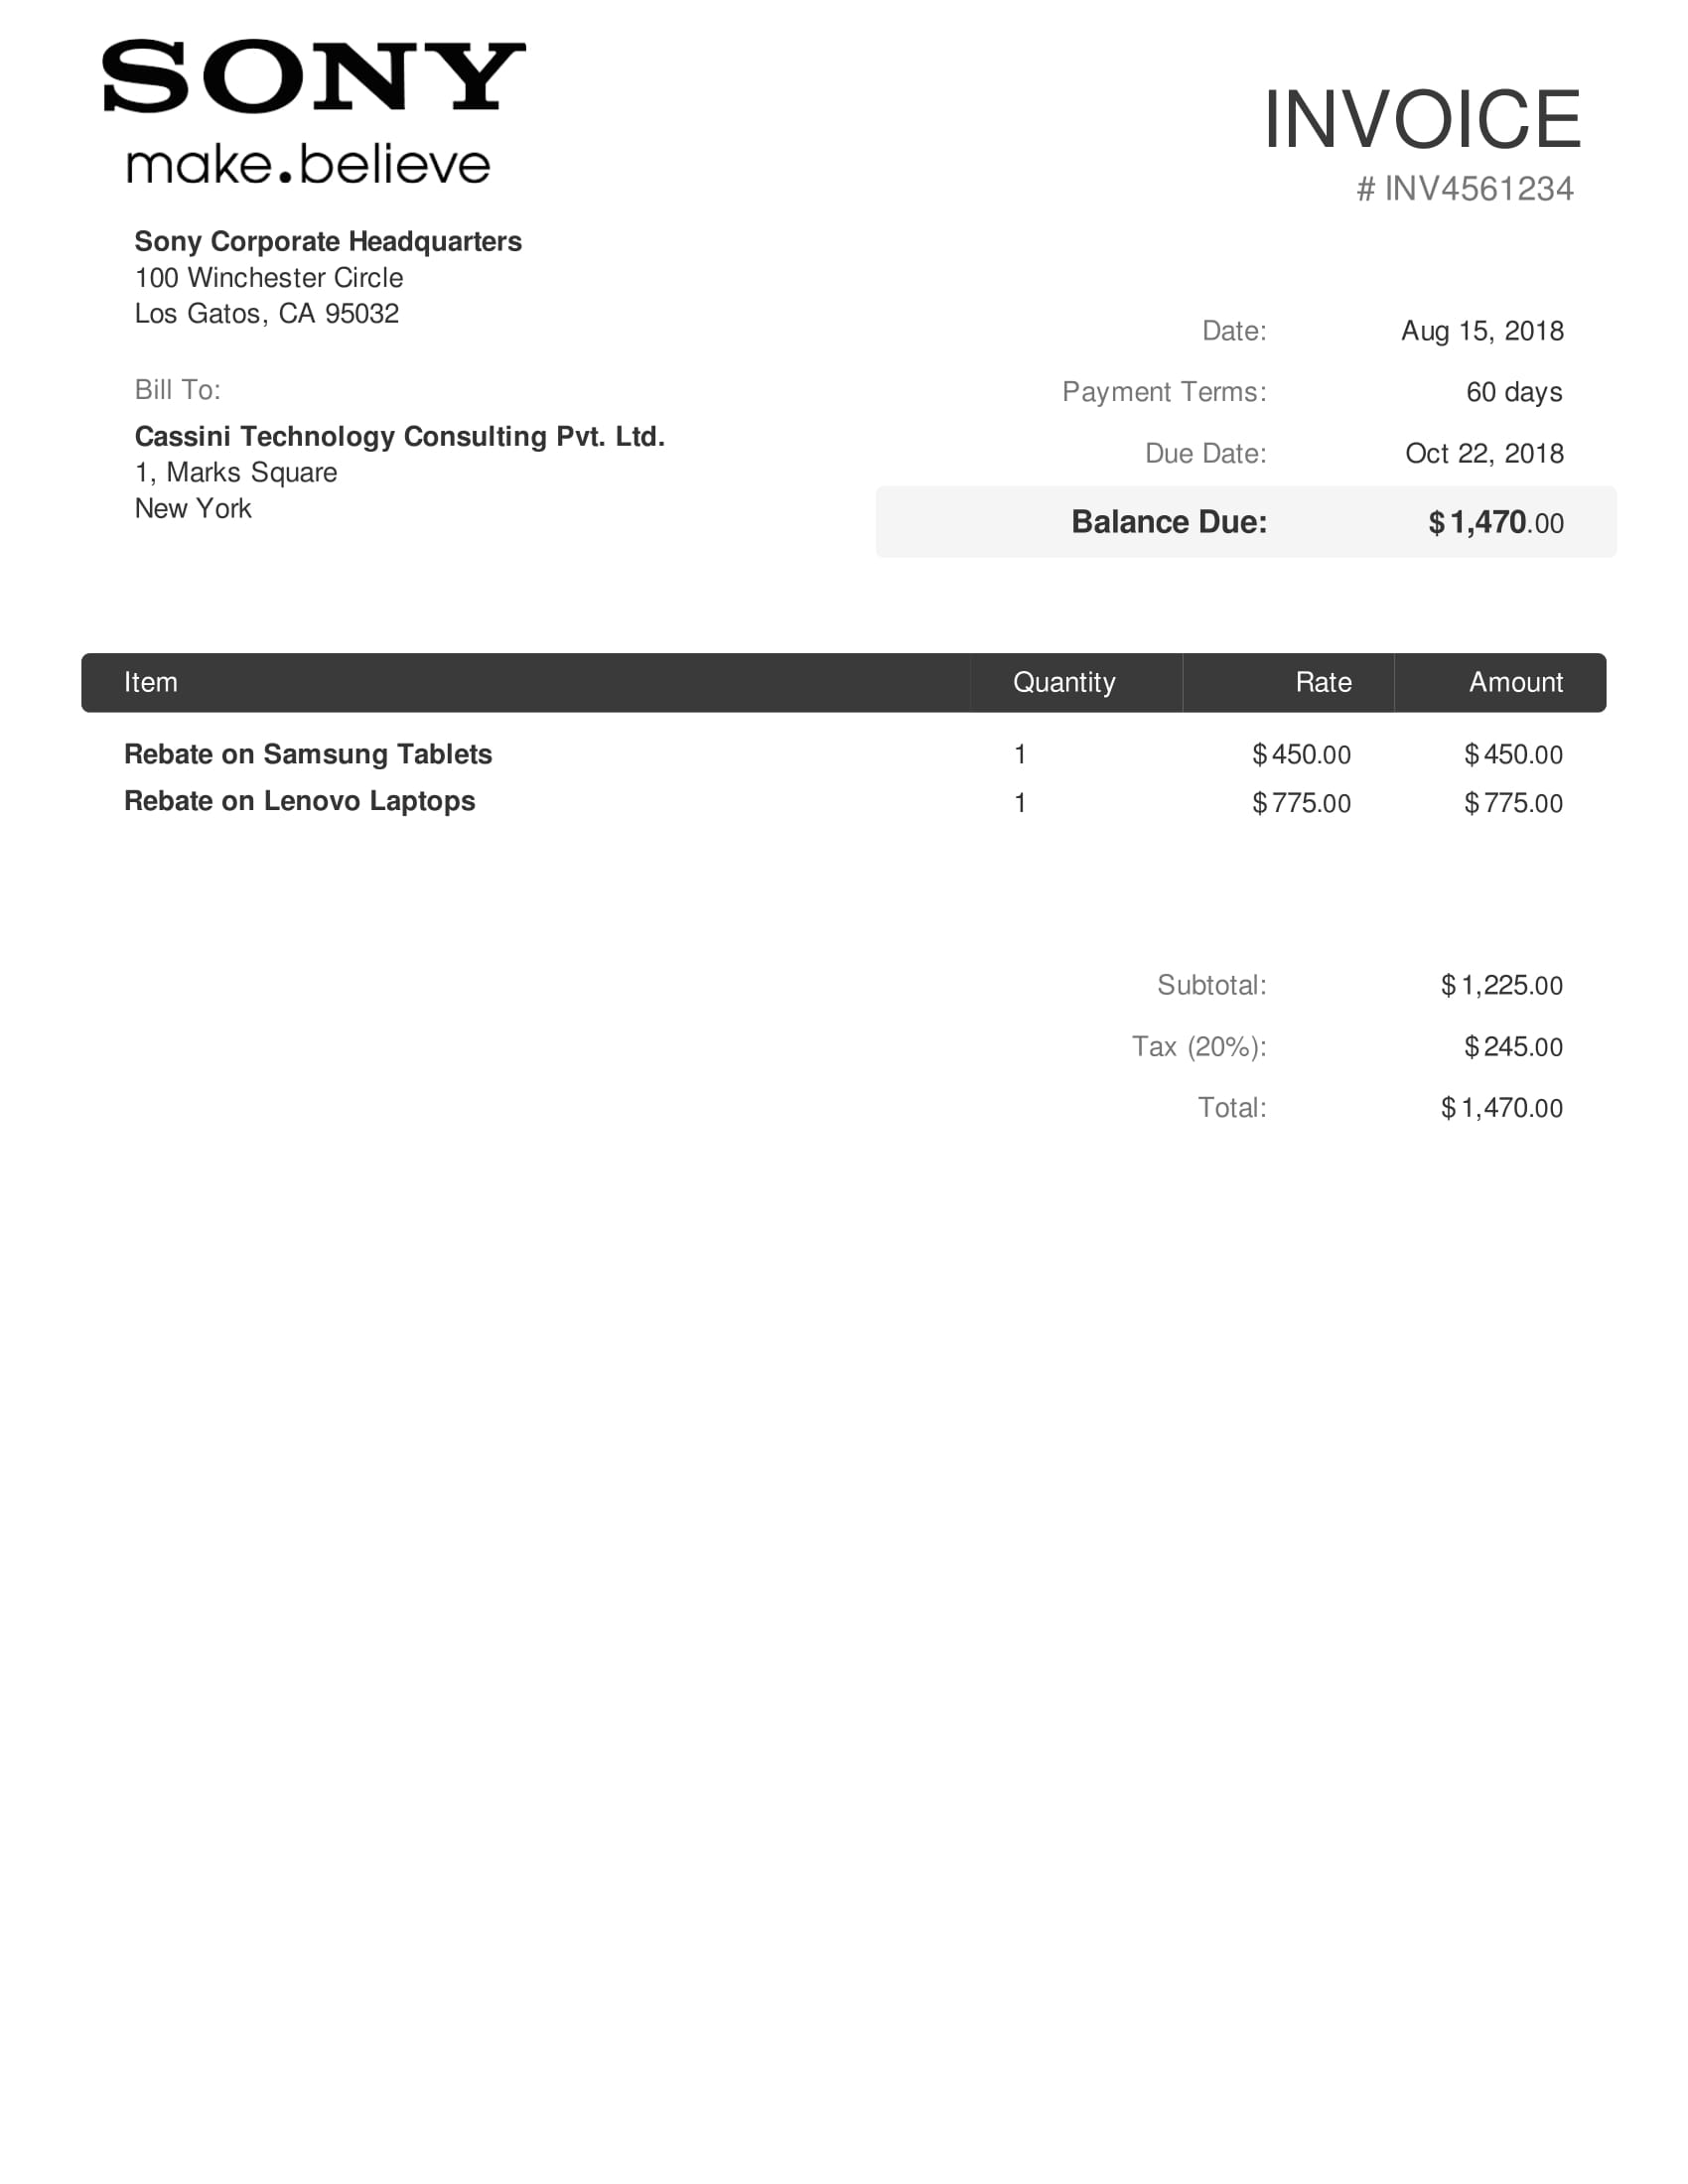 SONY
make.believe
INVOICE
# INV4561234
Sony Corporate Headquarters
100 Winchester Circle
Los Gatos, CA 95032
Date: Aug 15, 2018
Payment Terms: 60 days
Due Date: Oct 22, 2018
Balance Due: $1,470.00
Bill To:
Cassini Technology Consulting Pvt. Ltd.
1, Marks Square
New York
Item Quantity Rate Amount
Rebate on Samsung Tablets 1 $450.00 $450.00
Rebate on Lenovo Laptops 1 $775.00 $775.00
Subtotal: $1,225.00
Tax (20%): $245.00
Total: $1,470.00